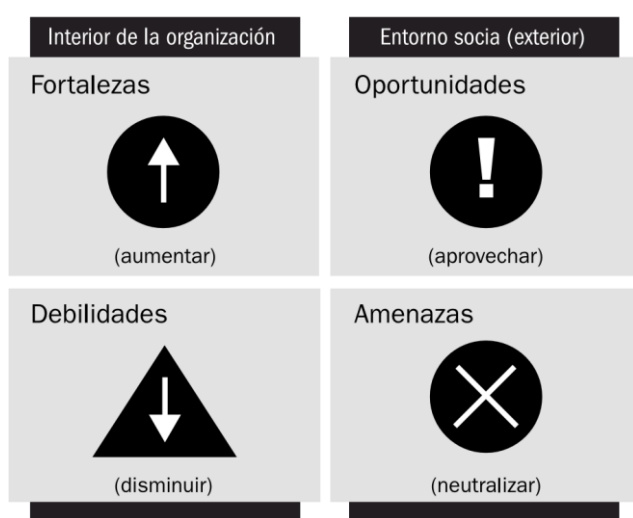 Interior de la organización
Entorno socia (exterior)
Fortalezas
Oportunidades
(aumentar)
(aprovechar)
Debilidades
Amenazas
(disminuir)
(neutralizar)